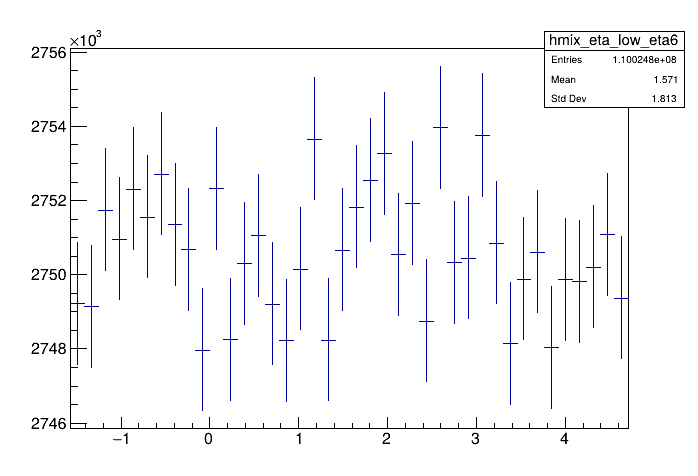 ×10³
hmix_eta_low_eta6
Entries 1.100248e+08
Mean 1.571
Std Dev 1.813
2756
2754
2752
2750
2748
2746
−1 0 1 2 3 4